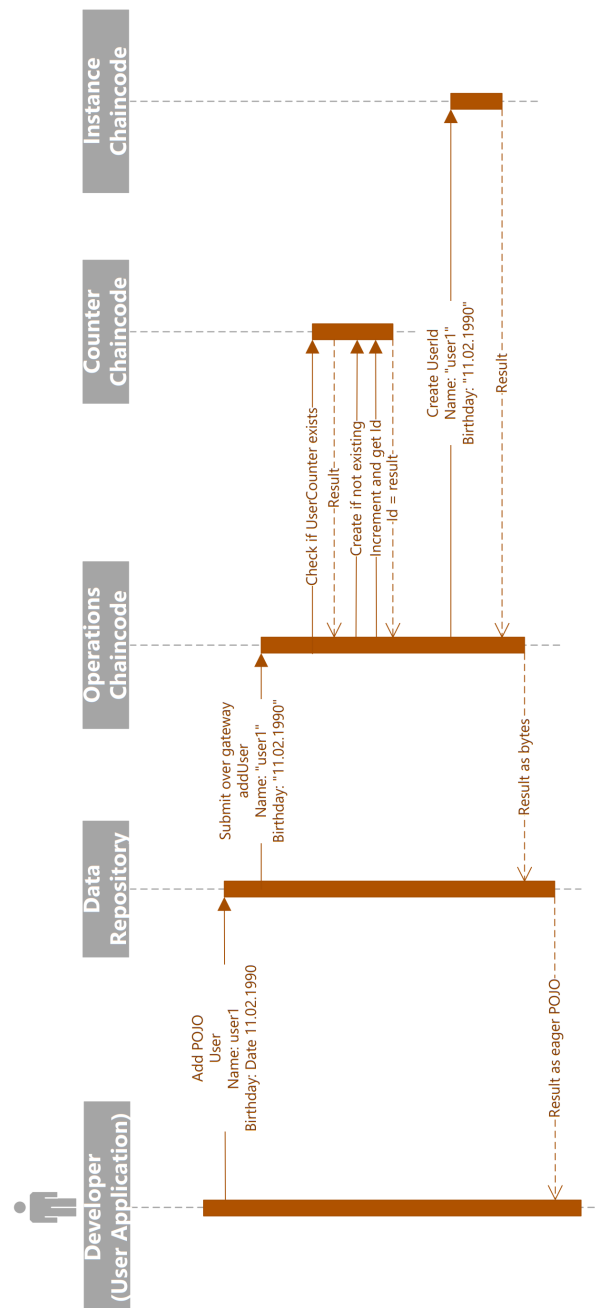 Developer
(User Application)
Data
Repository
Operations
Chaincode
Counter
Chaincode
Instance
Chaincode
Add POJO
User
Name: user1
Birthday: Date 11.02.1990
Submit over gateway
addUser
Name: "user1"
Birthday: "11.02.1990"
Check if UserCounter exists
Result
Create if not existing
Increment and get Id
Id = result
Create UserId
Name: "user1"
Birthday: "11.02.1990"
Result
Result as bytes
Result as eager POJO